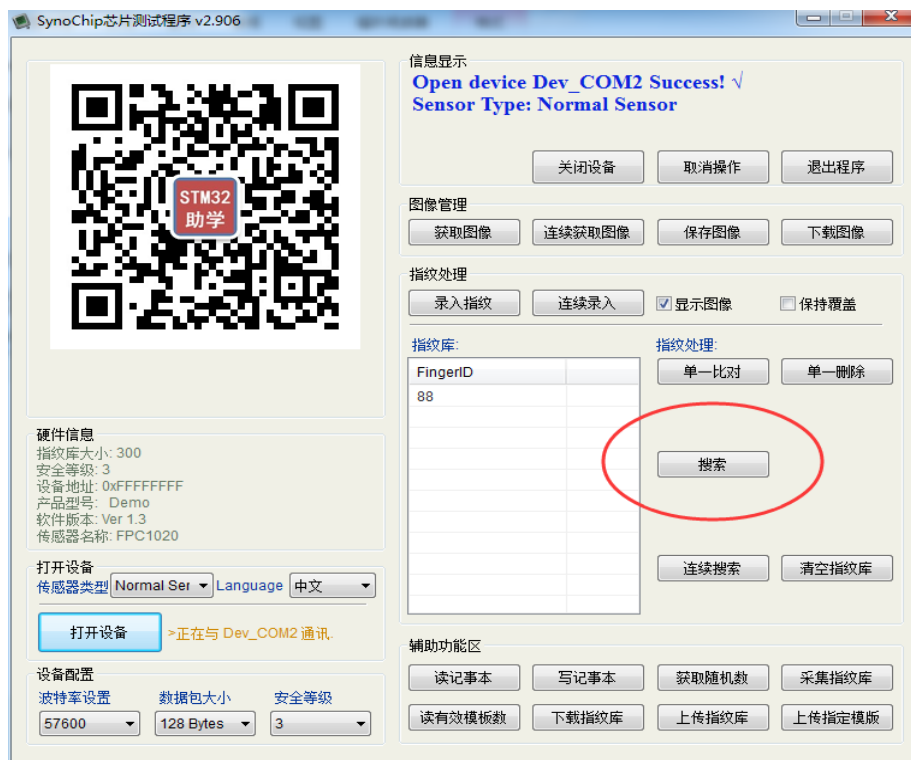 SynoChip芯片测试程序 v2.906
STM32
助学
硬件信息
指纹库大小: 300
安全等级: 3
设备地址: 0xFFFFFFFF
产品型号: Demo
软件版本: Ver 1.3
传感器名称: FPC1020
打开设备
传感器类型 Normal Ser Language 中文
打开设备 >正在与 Dev_COM2 通讯.
设备配置
波特率设置 数据包大小 安全等级
57600 128 Bytes 3
信息显示
Open device Dev_COM2 Success! √
Sensor Type: Normal Sensor
关闭设备 取消操作 退出程序
图像管理
获取图像 连续获取图像 保存图像 下载图像
指纹处理
录入指纹 连续录入 显示图像 保持覆盖
指纹库: 指纹处理:
FingerID 单一比对 单一删除
88
搜索
连续搜索 清空指纹库
辅助功能区
读记事本 写记事本 获取随机数 采集指纹库
读有效模板数 下载指纹库 上传指纹库 上传指定模版